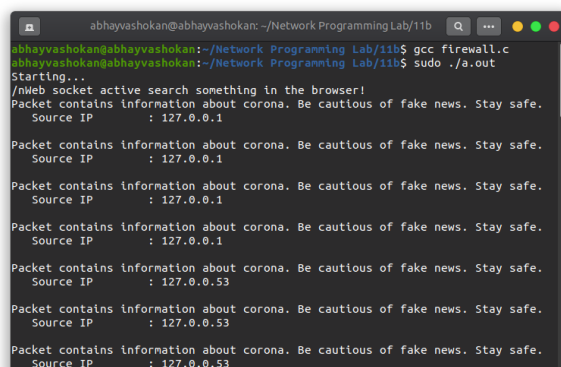 abhayvashokan@abhayvashokan: ~/Network Programming Lab/11b
abhayvashokan@abhayvashokan:~/Network Programming Lab/11b$ gcc firewall.c
abhayvashokan@abhayvashokan:~/Network Programming Lab/11b$ sudo ./a.out
Starting...
/nWeb socket active search something in the browser!
Packet contains information about corona. Be cautious of fake news. Stay safe.
Source IP : 127.0.0.1
Packet contains information about corona. Be cautious of fake news. Stay safe.
Source IP : 127.0.0.1
Packet contains information about corona. Be cautious of fake news. Stay safe.
Source IP : 127.0.0.1
Packet contains information about corona. Be cautious of fake news. Stay safe.
Source IP : 127.0.0.1
Packet contains information about corona. Be cautious of fake news. Stay safe.
Source IP : 127.0.0.53
Packet contains information about corona. Be cautious of fake news. Stay safe.
Source IP : 127.0.0.53
Packet contains information about corona. Be cautious of fake news. Stay safe.
Source IP : 127.0.0.53